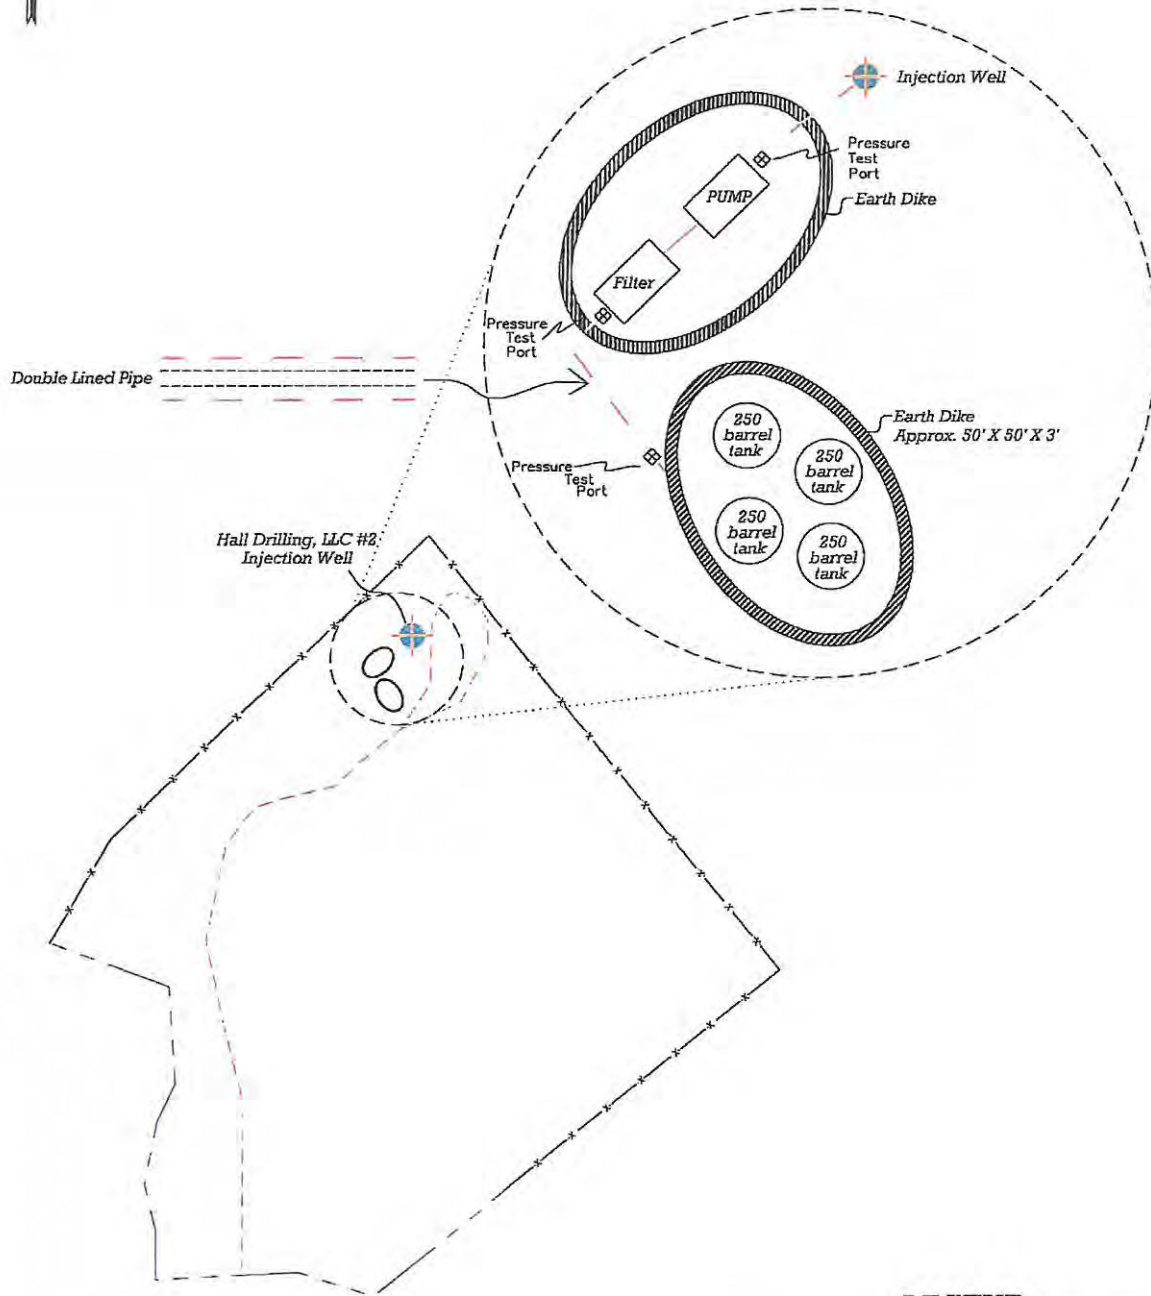 Injection Well
Pressure
Test
Port
PUMP
Earth Dike
Filter
Pressure
Test
Port
Double Lined Pipe
Earth Dike
Approx. 50' X 50' X 3'
250
barrel
tank
250
barrel
tank
Pressure
Test
Port
250
barrel
tank
250
barrel
tank
Hall Drilling, LLC #2
Injection Well